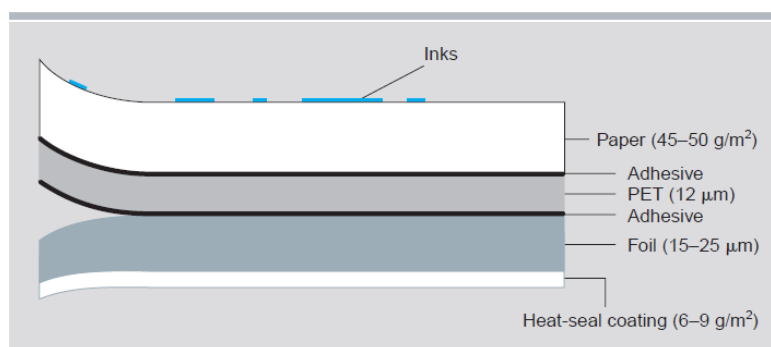 Inks
Paper (45–50 g/m²)
Adhesive
PET (12 μm)
Adhesive
Foil (15–25 μm)
Heat-seal coating (6–9 g/m²)